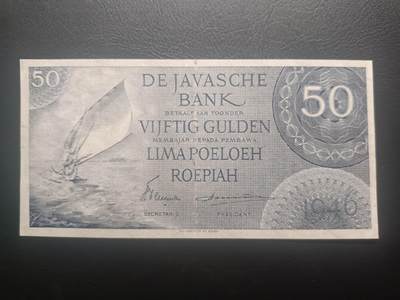 50
DE JAVASCHE
BANK
BETAALT AAN TOONDER
VIJFTIG GULDEN
MEMBAJAR KEPADA PEMBAWA
LIMA POELOEH
ROEPIAH
50
SECRETARIS
PRESIDENT
1946